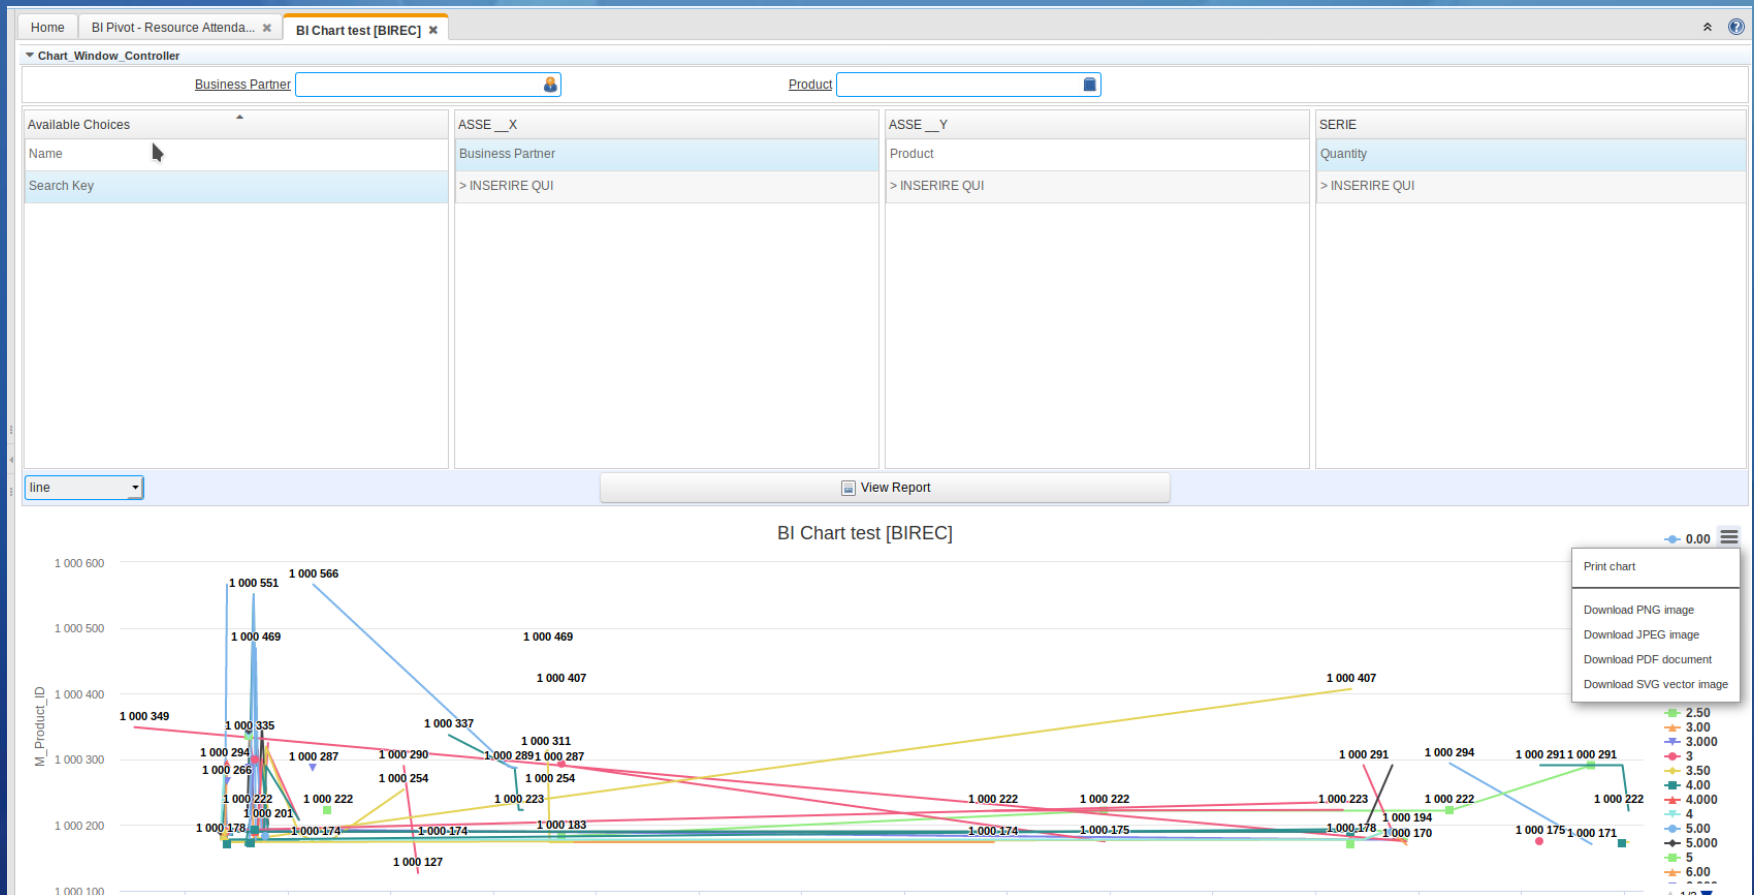 Home
BI Pivot - Resource Attenda...
BI Chart test [BIREC]
Chart_Window_Controller
Business Partner
Product
Available Choices
ASSE __X
ASSE __Y
SERIE
Name
Business Partner
Product
Quantity
Search Key
> INSERIRE QUI
> INSERIRE QUI
> INSERIRE QUI
line
View Report
BI Chart test [BIREC]
0.00
Print chart
Download PNG image
Download JPEG image
Download PDF document
Download SVG vector image
M_Product_ID
1 000 600
1 000 500
1 000 400
1 000 300
1 000 200
1 000 100
1 000 566
1 000 551
1 000 469
1 000 469
1 000 407
1 000 407
1 000 349
1 000 337
1 000 335
1 000 311
1 000 294
1 000 287
1 000 290
1 000 289
1 000 287
1 000 291
1 000 294
1 000 291
1 000 291
1 000 266
1 000 254
1 000 254
1 000 222
1 000 222
1 000 223
1 000 222
1 000 222
1 000 223
1 000 222
1 000 222
1 000 201
1 000 194
1 000 178
1 000 174
1 000 174
1 000 183
1 000 174
1 000 175
1 000 178
1 000 170
1 000 175
1 000 171
1 000 127
2.50
3.00
3.000
3
3.50
4.00
4.000
4
5.00
5.000
5
6.00